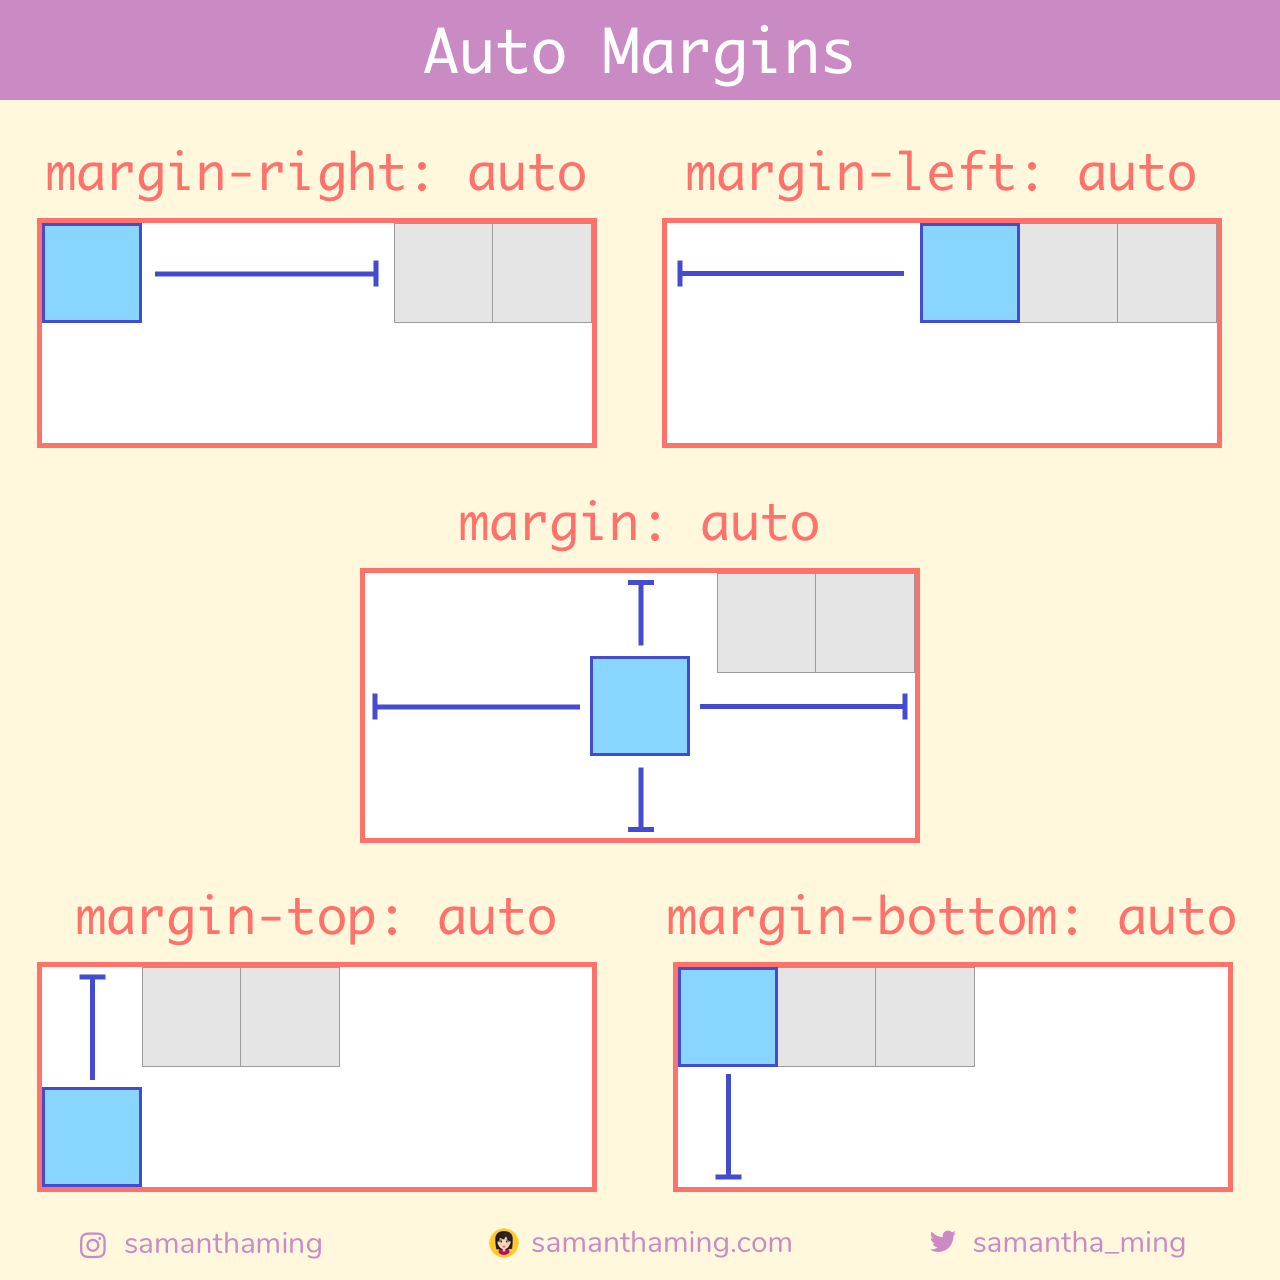 Auto Margins
margin-right: auto
margin-left: auto
margin: auto
margin-top: auto
margin-bottom: auto
samanthaming
samanthaming.com
samantha_ming